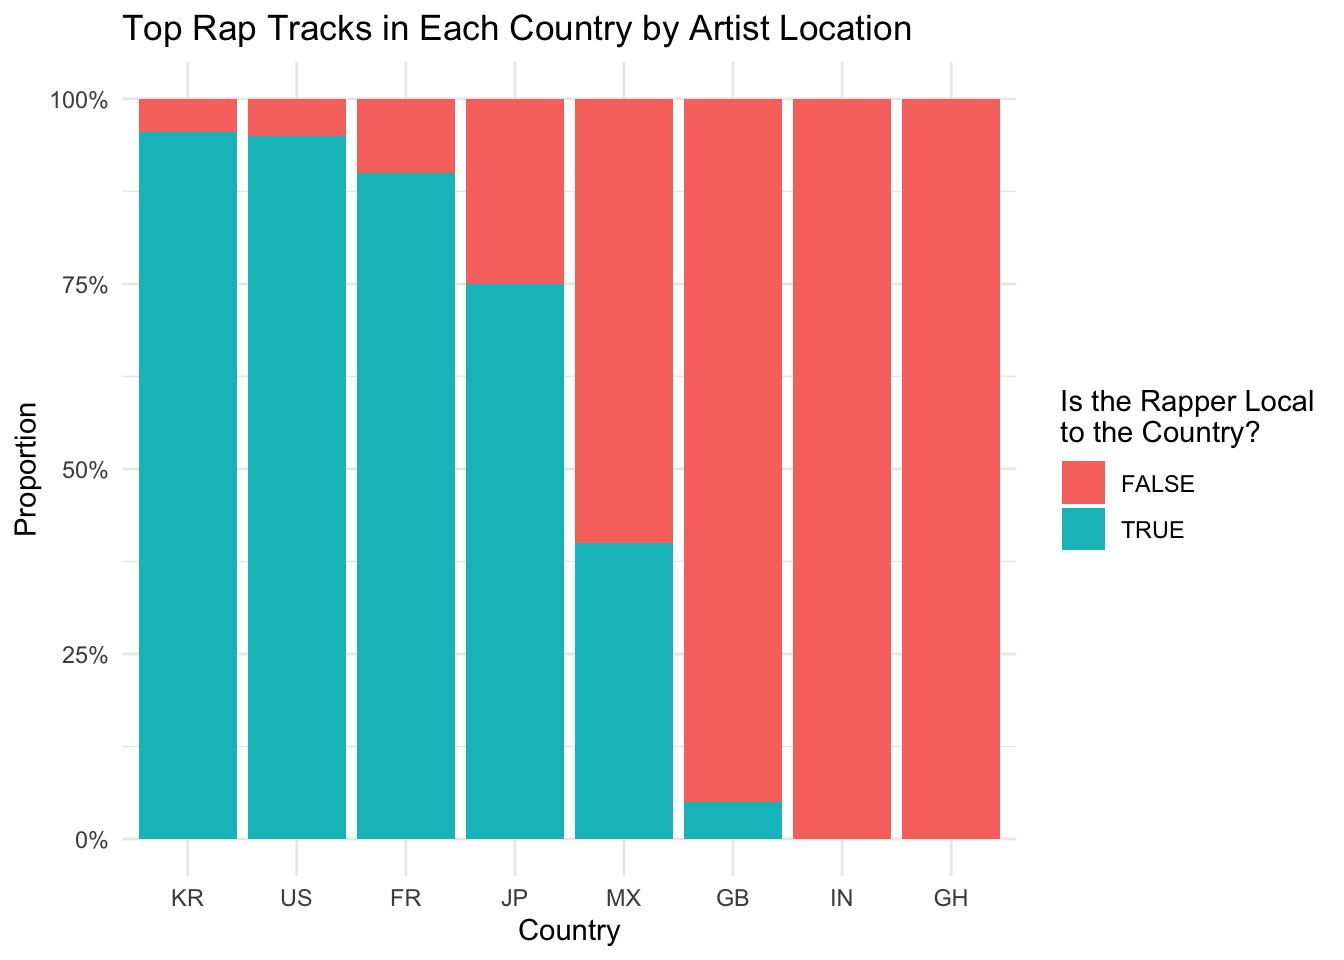 Top Rap Tracks in Each Country by Artist Location
100%
75%
50%
25%
0%
Proportion
KR US FR JP MX GB IN GH
Country
Is the Rapper Local
to the Country?
FALSE
TRUE